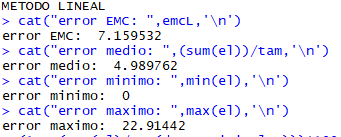 METODO LINEAL
> cat("error EMC: ",emcL,'\n')
error EMC:  7.159532
> cat("error medio: ",(sum(el))/tam,'\n')
error medio:  4.989762
> cat("error minimo: ",min(el),'\n')
error minimo:  0
> cat("error maximo: ",max(el),'\n')
error maximo:  22.91442